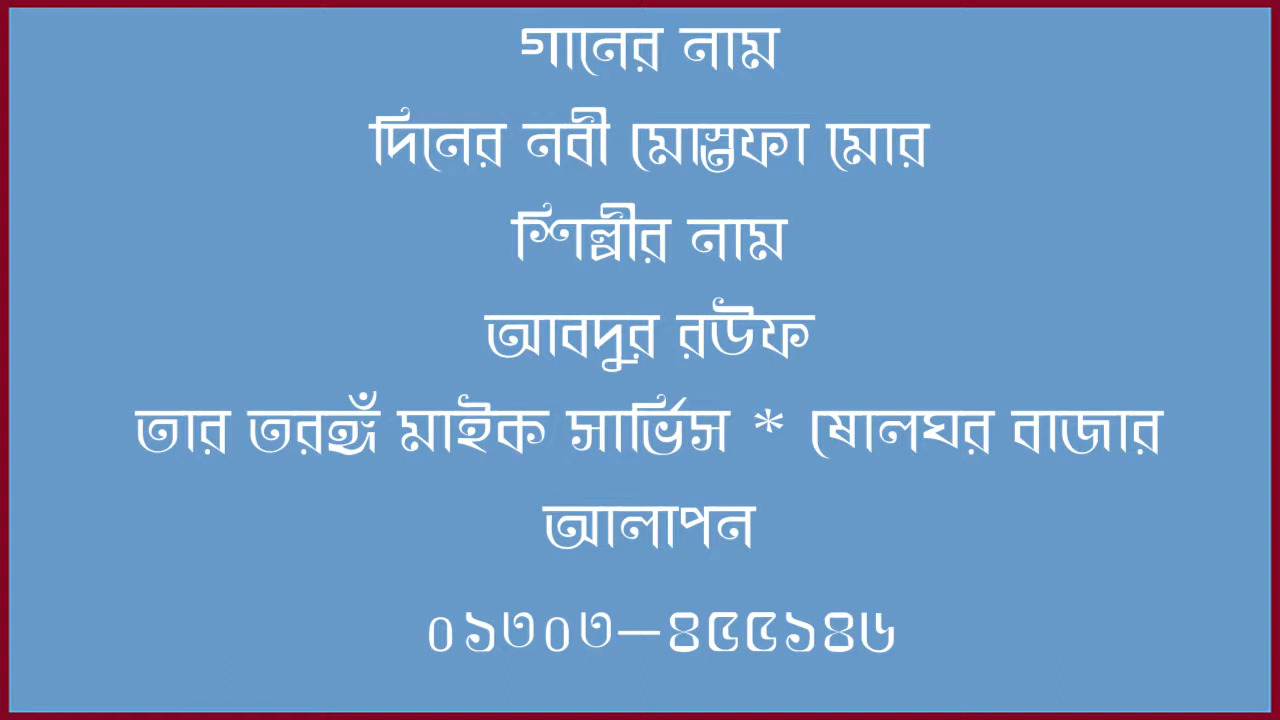 গানের নাম
দিনের নবী মোস্তফা মোর
শিল্পীর নাম
আবদুর রউফ
তার তরঙ্গঁ মাইক সার্ভিস * ষোলঘর বাজার
আলাপন
০১৩০৩—৪৫৫১৪৬